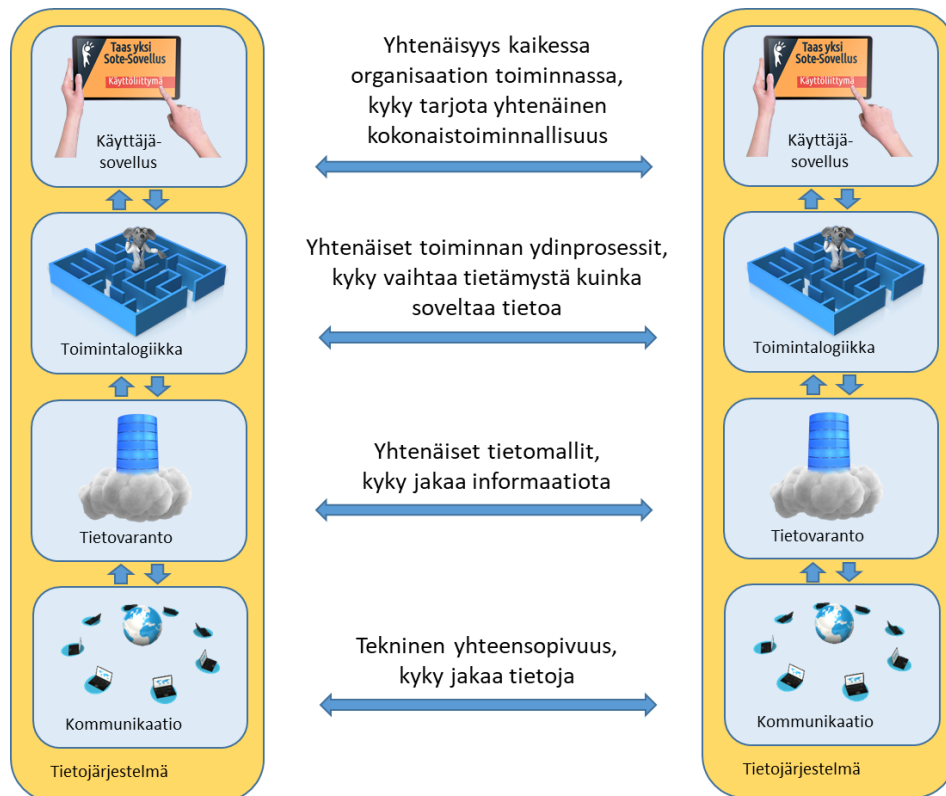 Taas yksi
Sote-Sovellus
Käyttöliittymä
Käyttäjä-
sovellus
Toimintalogiikka
Tietovaranto
Kommunikaatio
Tietojärjestelmä
Yhtenäisyys kaikessa
organisaation toiminnassa,
kyky tarjota yhtenäinen
kokonaistoiminnallisuus
Yhtenäiset toiminnan ydinprosessit,
kyky vaihtaa tietämystä kuinka
soveltaa tietoa
Yhtenäiset tietomallit,
kyky jakaa informaatiota
Tekninen yhteensopivuus,
kyky jakaa tietoja
Taas yksi
Sote-Sovellus
Käyttöliittymä
Käyttäjä-
sovellus
Toimintalogiikka
Tietovaranto
Kommunikaatio
Tietojärjestelmä